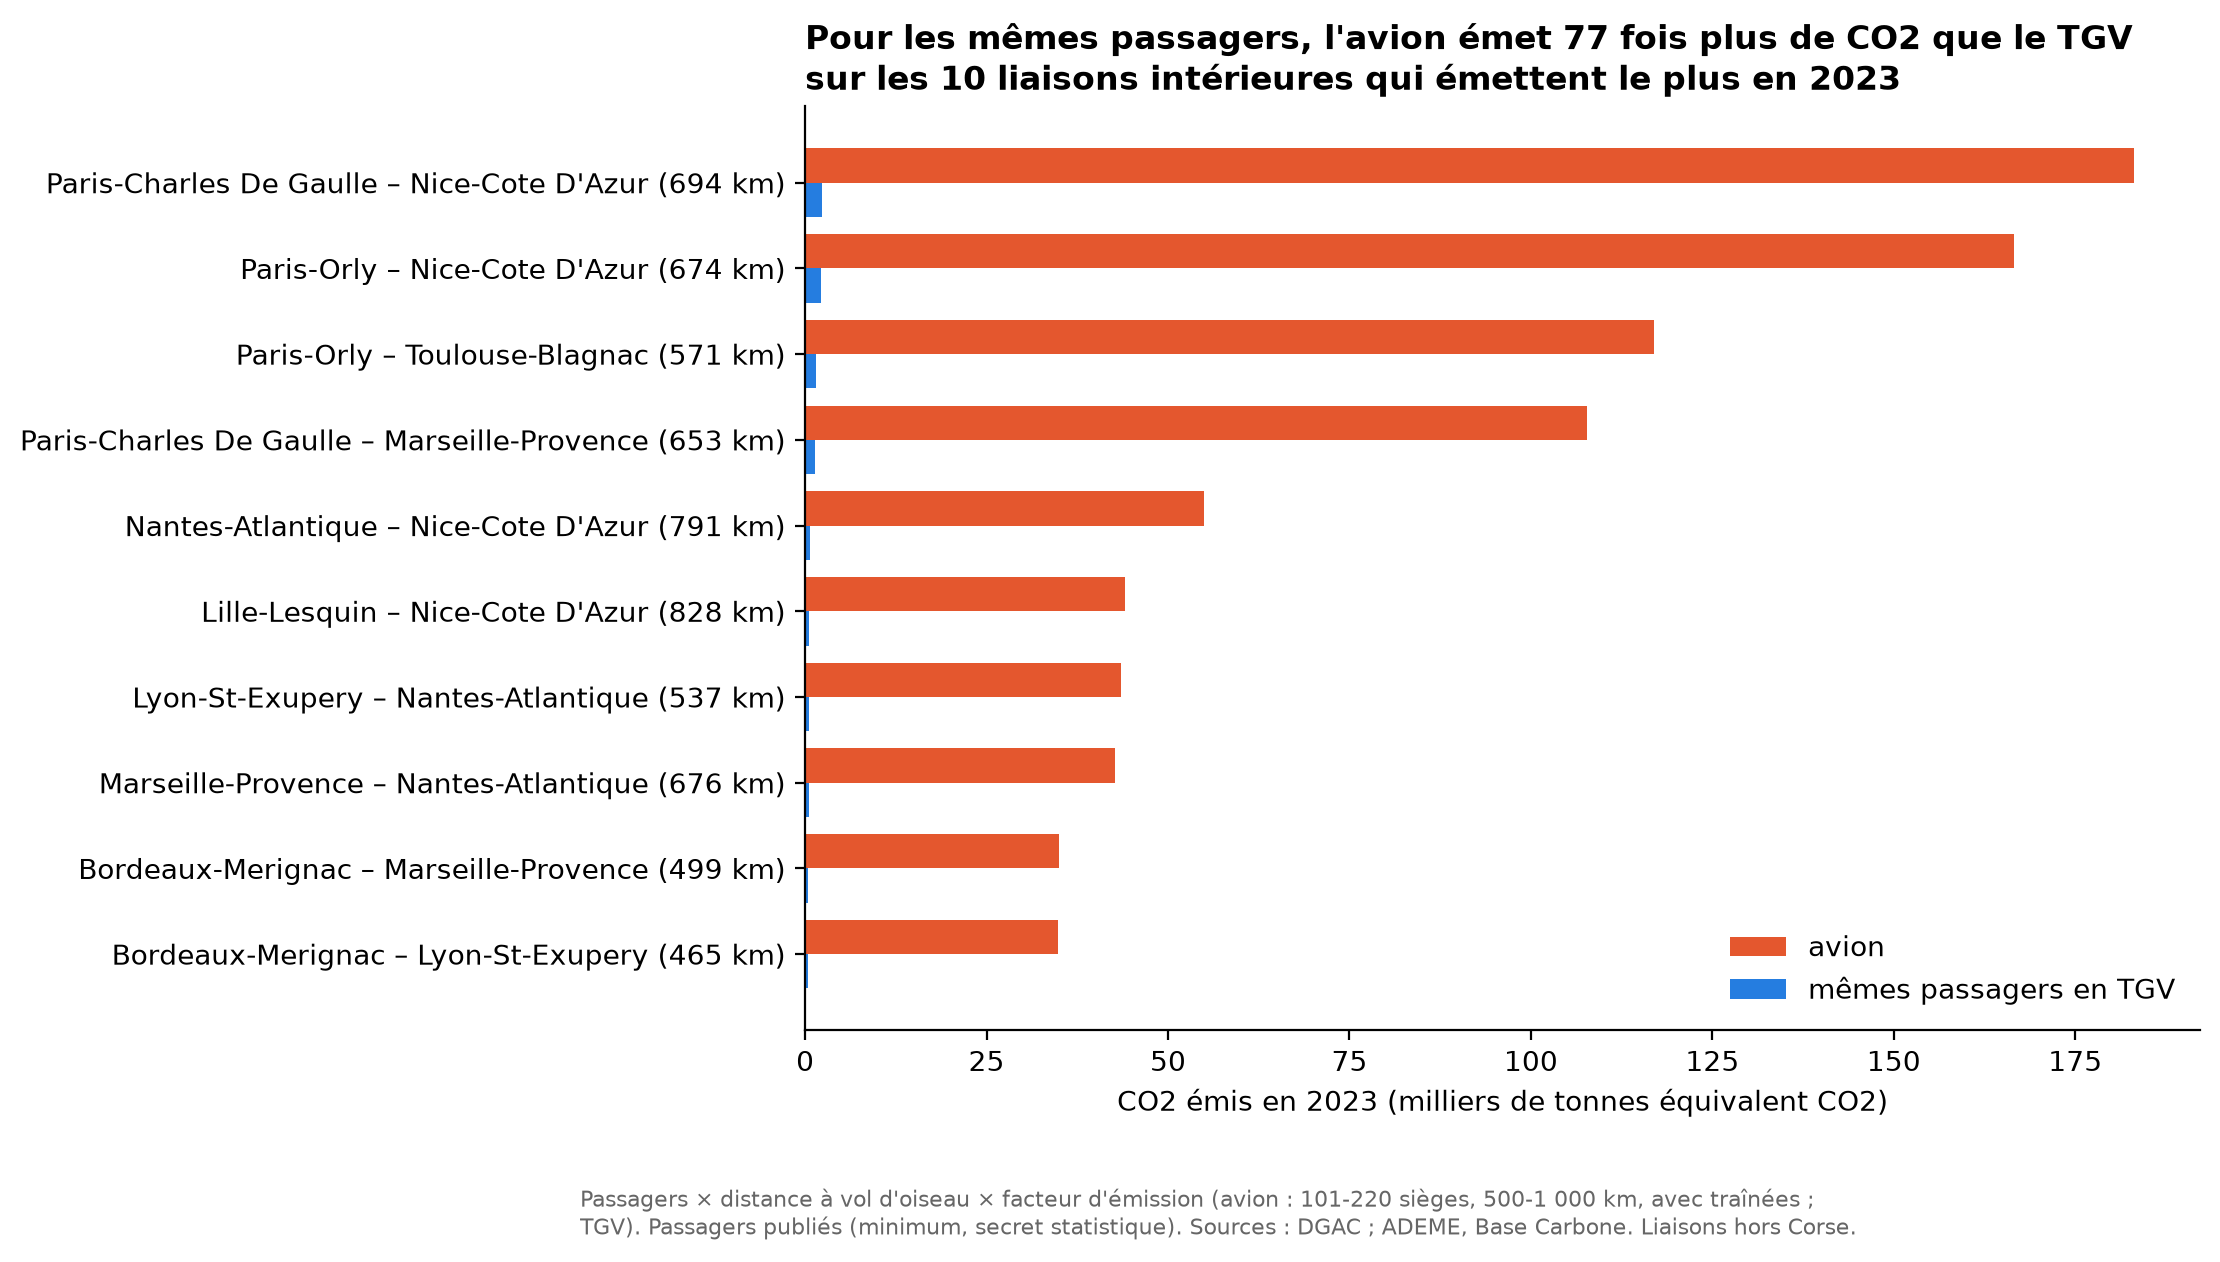 Pour les mêmes passagers, l'avion émet 77 fois plus de CO2 que le TGV
sur les 10 liaisons intérieures qui émettent le plus en 2023
Paris-Charles De Gaulle – Nice-Cote D'Azur (694 km)
Paris-Orly – Nice-Cote D'Azur (674 km)
Paris-Orly – Toulouse-Blagnac (571 km)
Paris-Charles De Gaulle – Marseille-Provence (653 km)
Nantes-Atlantique – Nice-Cote D'Azur (791 km)
Lille-Lesquin – Nice-Cote D'Azur (828 km)
Lyon-St-Exupery – Nantes-Atlantique (537 km)
Marseille-Provence – Nantes-Atlantique (676 km)
Bordeaux-Merignac – Marseille-Provence (499 km)
Bordeaux-Merignac – Lyon-St-Exupery (465 km)
avion
mêmes passagers en TGV
0 25 50 75 100 125 150 175
CO2 émis en 2023 (milliers de tonnes équivalent CO2)
Passagers × distance à vol d'oiseau × facteur d'émission (avion : 101-220 sièges, 500-1 000 km, avec traînées ;
TGV). Passagers publiés (minimum, secret statistique). Sources : DGAC ; ADEME, Base Carbone. Liaisons hors Corse.